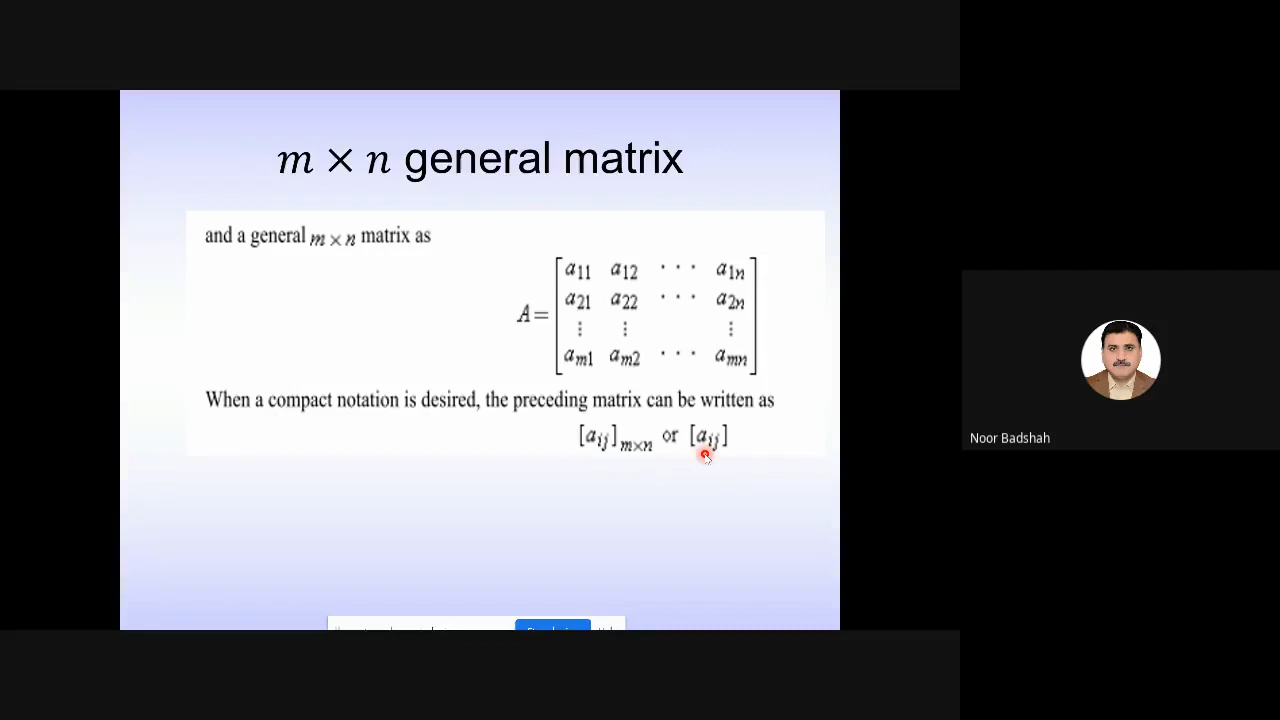 m × n general matrix
and a general m × n matrix as
A = [ a11 a12 · · · a1n
a21 a22 · · · a2n
⋮ ⋮ ⋮
am1 am2 · · · amn ]
When a compact notation is desired, the preceding matrix can be written as
[aij]m×n or [aij]
Noor Badshah